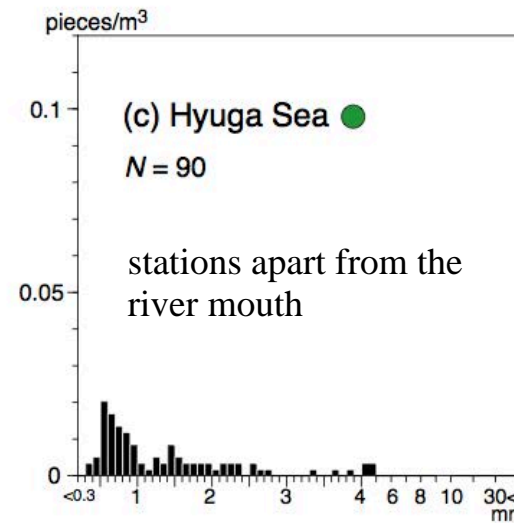 pieces/m³
0.1
(c) Hyuga Sea
N = 90
stations apart from the
river mouth
0.05
0
<0.3 1 2 3 4 6 8 10 30<
mm